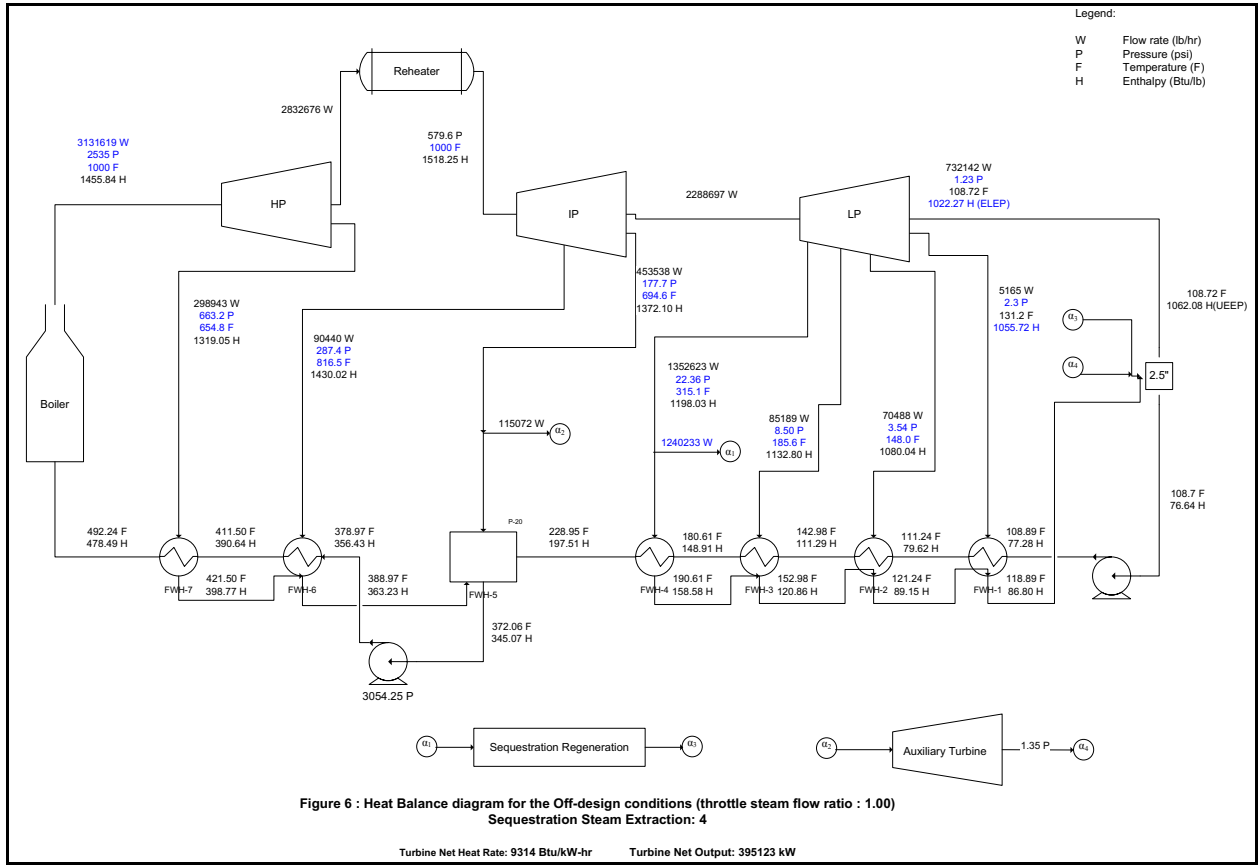 Legend:
W Flow rate (lb/hr)
P Pressure (psi)
F Temperature (F)
H Enthalpy (Btu/lb)
Reheater
2832676 W
3131619 W
2535 P
1000 F
1455.84 H
579.6 P
1000 F
1518.25 H
732142 W
1.23 P
108.72 F
1022.27 H (ELEP)
HP
IP
2288697 W
LP
453538 W
177.7 P
694.6 F
1372.10 H
298943 W
663.2 P
654.8 F
1319.05 H
90440 W
287.4 P
816.5 F
1430.02 H
5165 W
2.3 P
131.2 F
1055.72 H
108.72 F
1062.08 H(UEEP)
α3
α4
2.5"
1352623 W
22.36 P
315.1 F
1198.03 H
Boiler
115072 W
α2
1240233 W
α1
85189 W
8.50 P
185.6 F
1132.80 H
70488 W
3.54 P
148.0 F
1080.04 H
108.7 F
76.64 H
492.24 F
478.49 H
411.50 F
390.64 H
378.97 F
356.43 H
P-20
228.95 F
197.51 H
180.61 F
148.91 H
142.98 F
111.29 H
111.24 F
79.62 H
108.89 F
77.28 H
421.50 F
398.77 H
388.97 F
363.23 H
190.61 F
158.58 H
152.98 F
120.86 H
121.24 F
89.15 H
118.89 F
86.80 H
FWH-7
FWH-6
FWH-5
FWH-4
FWH-3
FWH-2
FWH-1
372.06 F
345.07 H
3054.25 P
α1
Sequestration Regeneration
α3
α2
Auxiliary Turbine
1.35 P
α4
Figure 6 : Heat Balance diagram for the Off-design conditions (throttle steam flow ratio : 1.00)
Sequestration Steam Extraction: 4
Turbine Net Heat Rate: 9314 Btu/kW-hr Turbine Net Output: 395123 kW